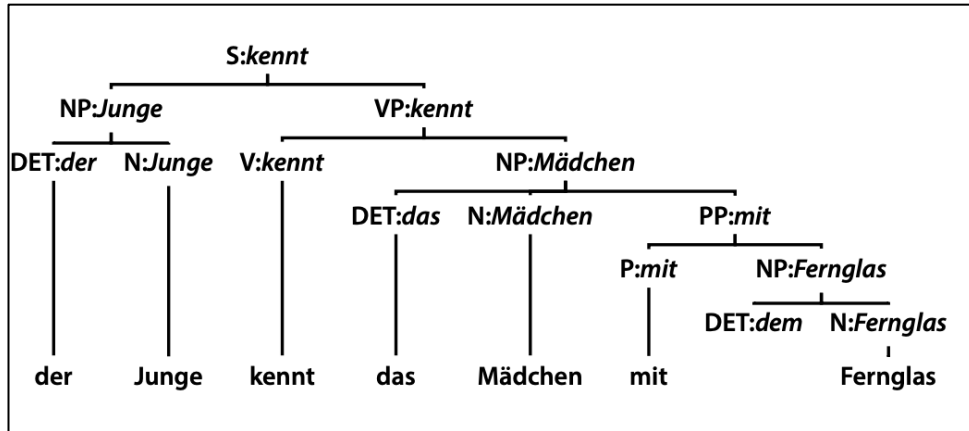 S:kennt
NP:Junge VP:kennt
DET:der N:Junge V:kennt NP:Mädchen
DET:das N:Mädchen PP:mit
P:mit NP:Fernglas
DET:dem N:Fernglas
der Junge kennt das Mädchen mit Fernglas